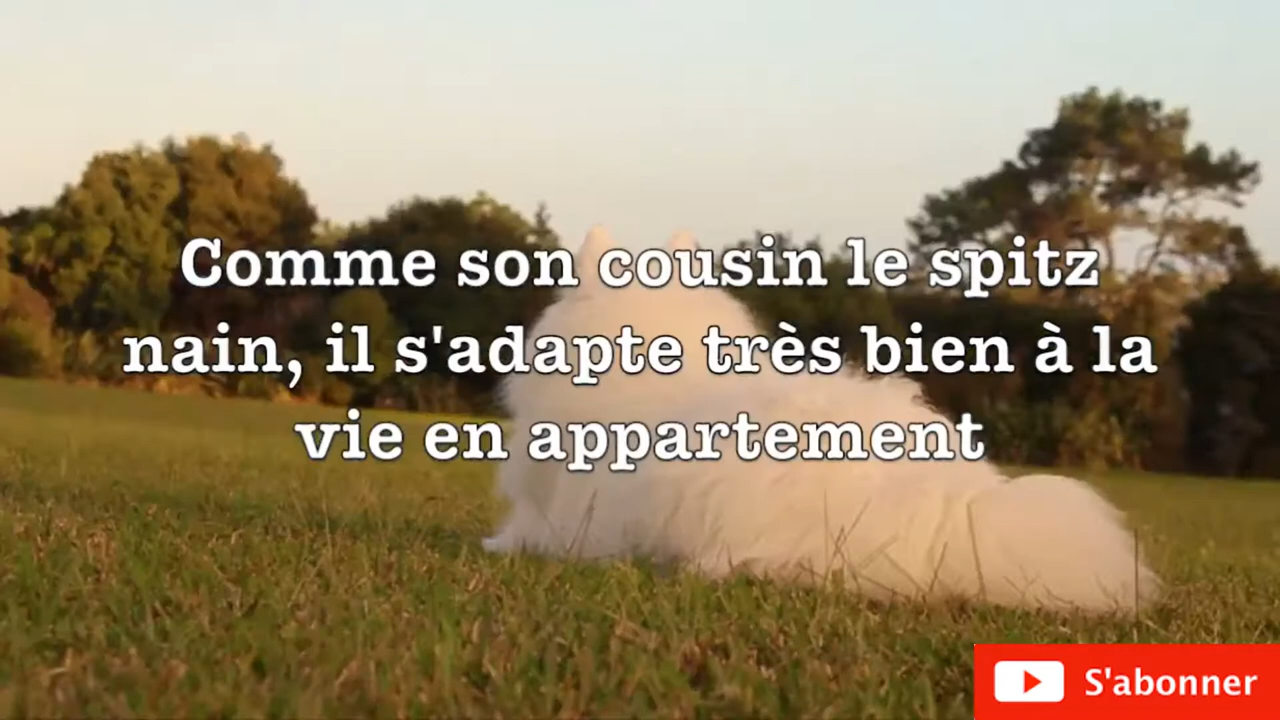 Comme son cousin le spitz
nain, il s'adapte très bien à la
vie en appartement
S'abonner